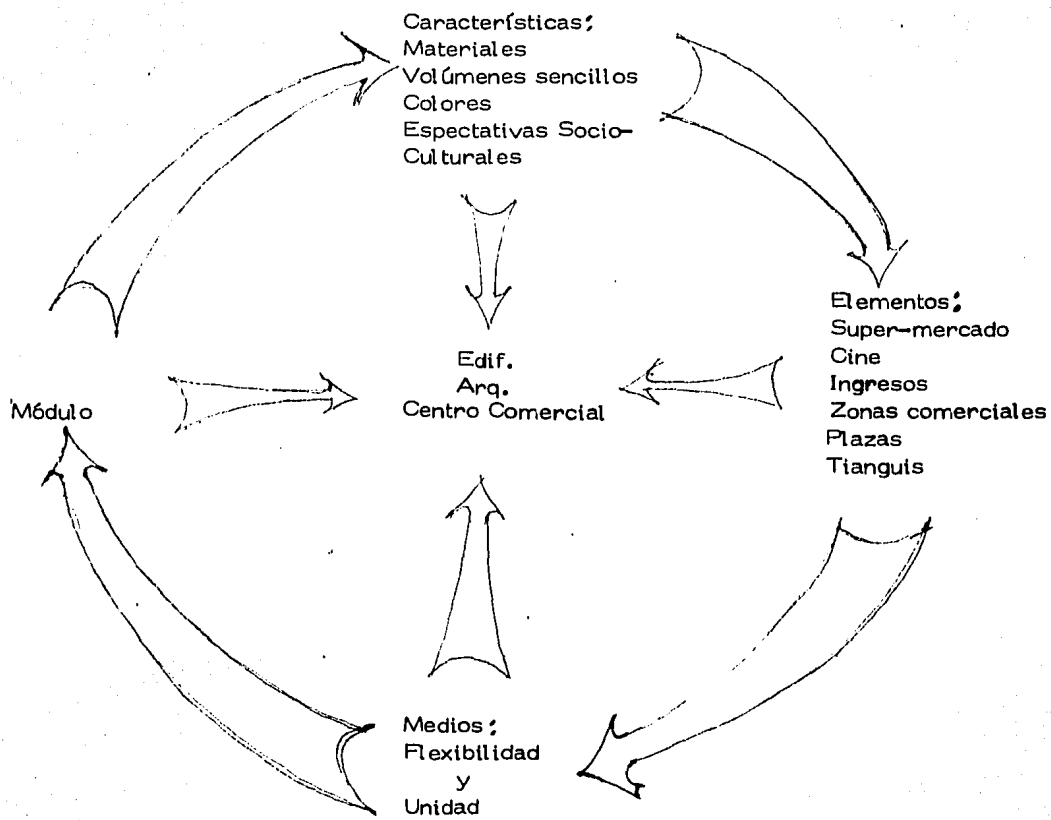 Características:
Materiales
Volúmenes sencillos
Colores
Espectativas Socio-
Culturales
Elementos:
Super-mercado
Cine
Ingresos
Zonas comerciales
Plazas
Tianguis
Edif.
Arq.
Centro Comercial
Módulo
Medios:
Flexibilidad
y
Unidad